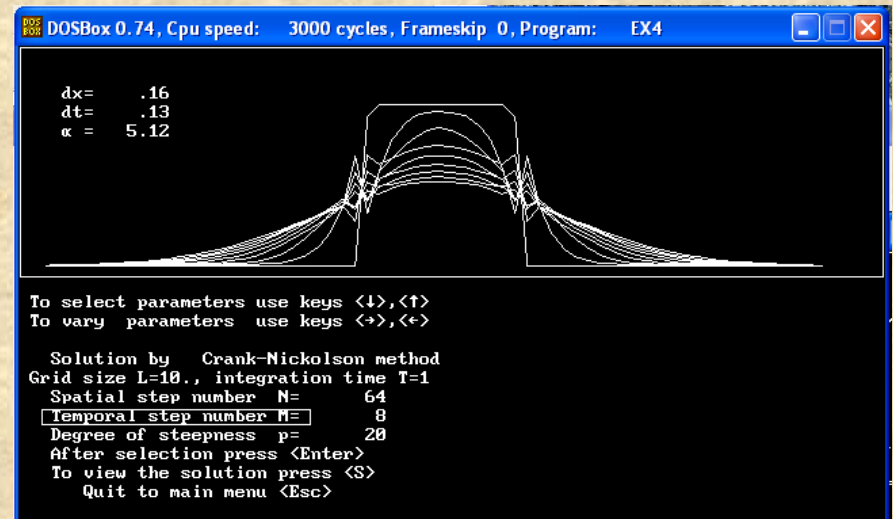 DOS BOX DOSBox 0.74, Cpu speed: 3000 cycles, Frameskip 0, Program: EX4
dx= .16
dt= .13
α = 5.12
To select parameters use keys <↓>,<↑>
To vary parameters use keys <→>,<←>
Solution by Crank-Nickolson method
Grid size L=10., integration time T=1
Spatial step number N= 64
Temporal step number M= 8
Degree of steepness p= 20
After selection press <Enter>
To view the solution press <S>
Quit to main menu <Esc>